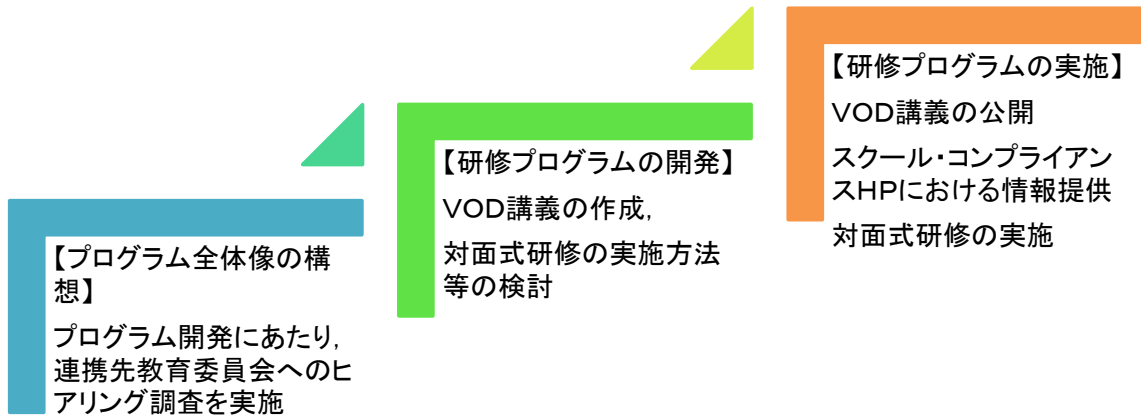 【プログラム全体像の構
想】
プログラム開発にあたり,
連携先教育委員会へのヒ
アリング調査を実施
【研修プログラムの開発】
VOD講義の作成,
対面式研修の実施方法
等の検討
【研修プログラムの実施】
VOD講義の公開
スクール・コンプライアン
スHPにおける情報提供
対面式研修の実施